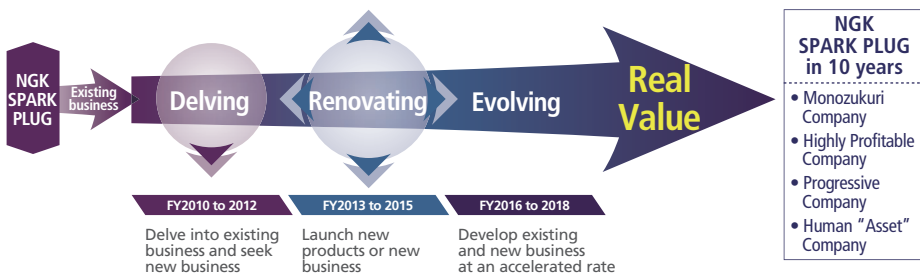 NGK
SPARK
PLUG
Existing
business
Delving
Renovating
Evolving
Real
Value
FY2010 to 2012
Delve into existing
business and seek
new business
FY2013 to 2015
Launch new
products or new
business
FY2016 to 2018
Develop existing
and new business
at an accelerated rate
NGK
SPARK PLUG
in 10 years
• Monozukuri
Company
• Highly Profitable
Company
• Progressive
Company
• Human “Asset”
Company